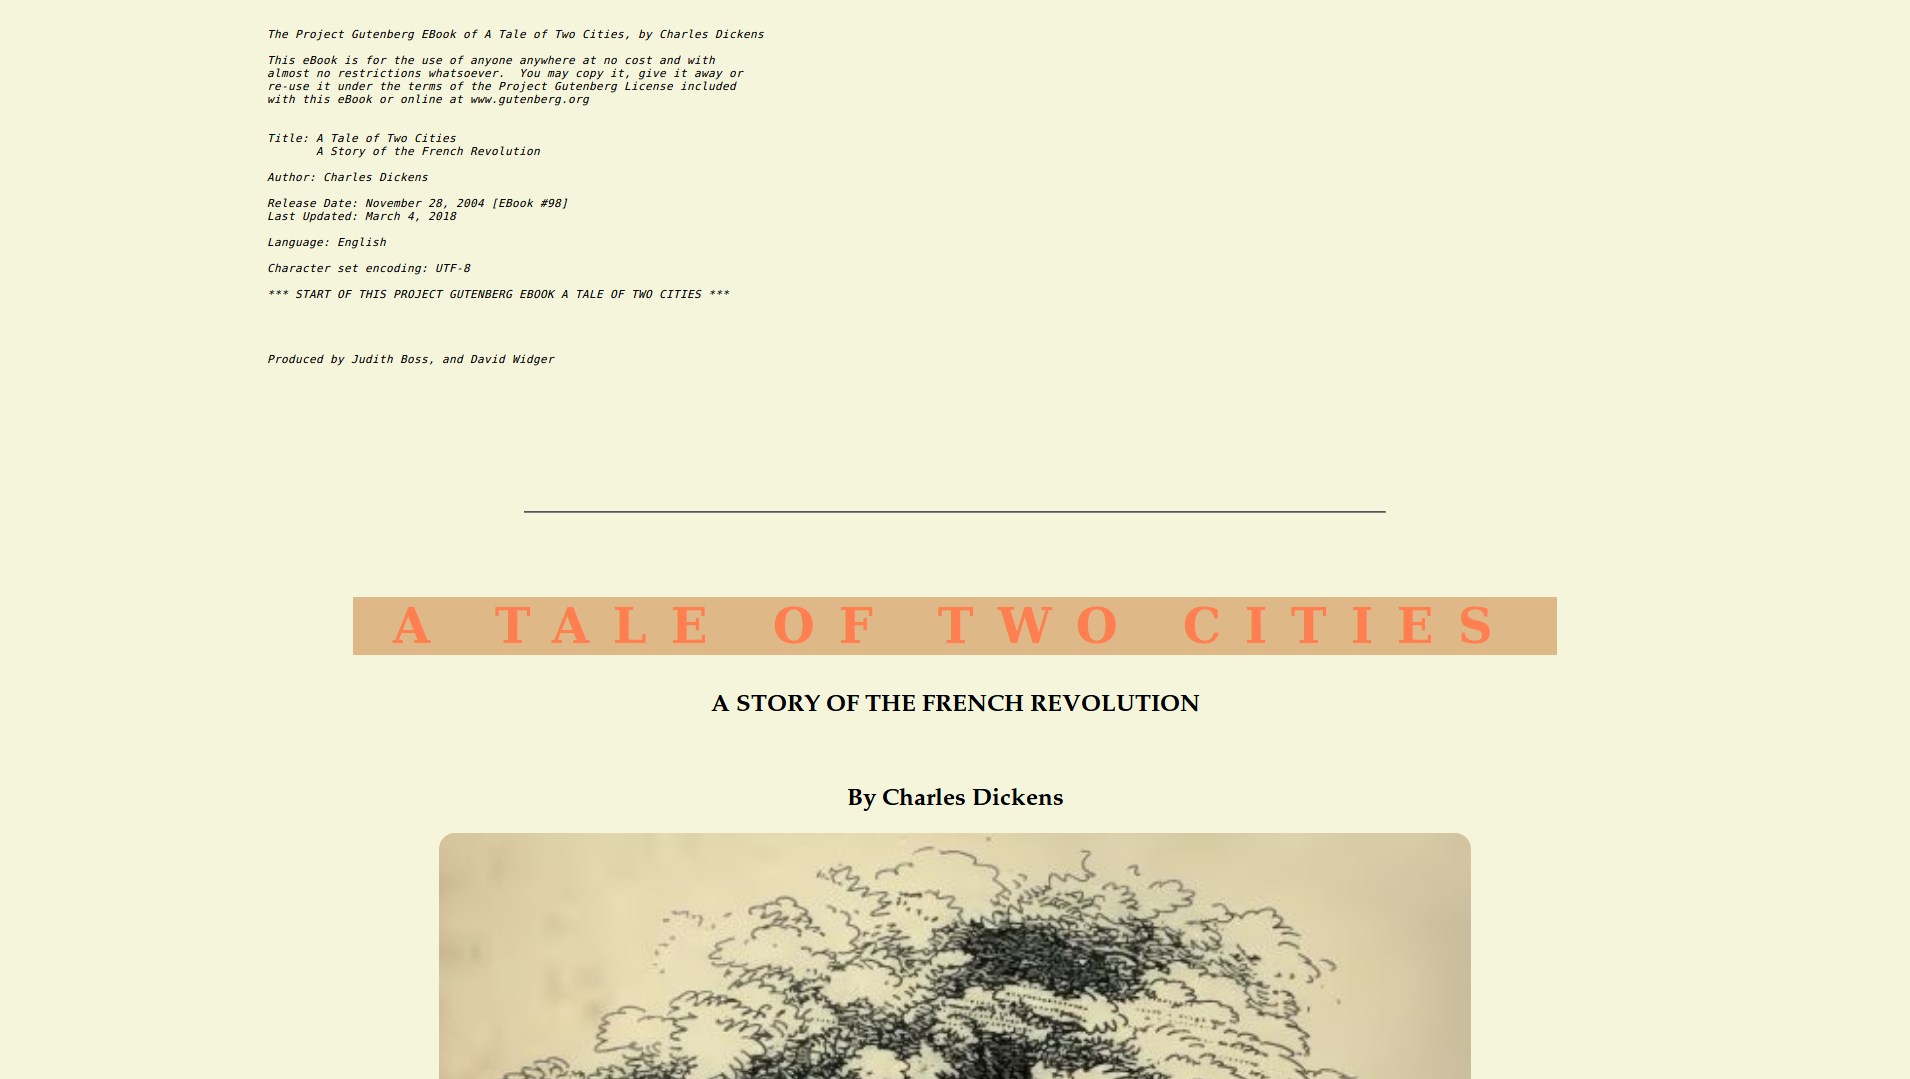 The Project Gutenberg EBook of A Tale of Two Cities, by Charles Dickens
This eBook is for the use of anyone anywhere at no cost and with
almost no restrictions whatsoever.  You may copy it, give it away or
re-use it under the terms of the Project Gutenberg License included
with this eBook or online at www.gutenberg.org
Title: A Tale of Two Cities
A Story of the French Revolution
Author: Charles Dickens
Release Date: November 28, 2004 [EBook #98]
Last Updated: March 4, 2018
Language: English
Character set encoding: UTF-8
*** START OF THIS PROJECT GUTENBERG EBOOK A TALE OF TWO CITIES ***
Produced by Judith Boss, and David Widger
A TALE OF TWO CITIES
A STORY OF THE FRENCH REVOLUTION
By Charles Dickens